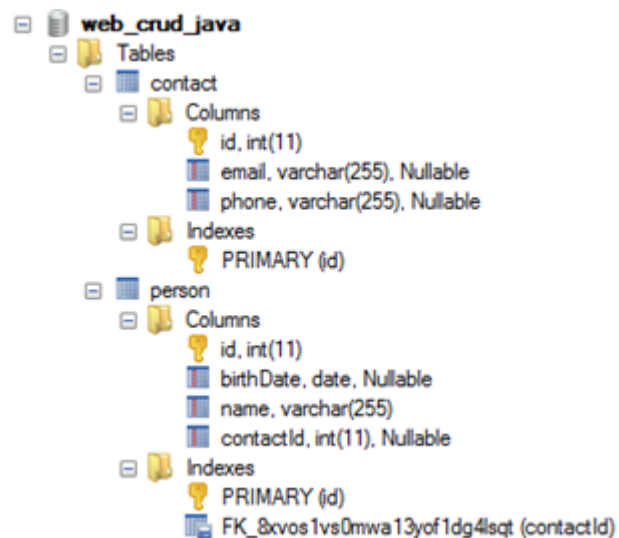 web_crud_java
Tables
contact
Columns
id, int(11)
email, varchar(255), Nullable
phone, varchar(255), Nullable
Indexes
PRIMARY (id)
person
Columns
id, int(11)
birthDate, date, Nullable
name, varchar(255)
contactId, int(11), Nullable
Indexes
PRIMARY (id)
FK_8xvos1vs0mwa13yof1dg4lsqt (contactId)